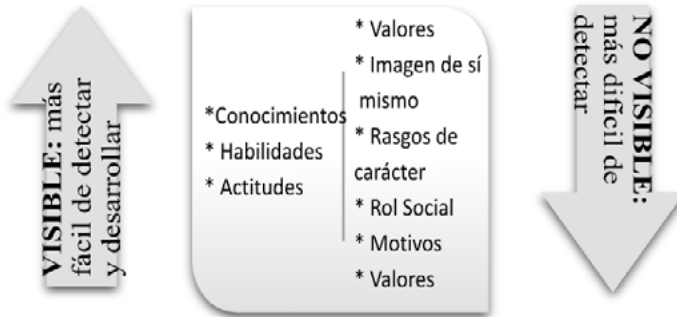 VISIBLE: más
fácil de detectar
y desarrollar
*Conocimientos
* Habilidades
* Actitudes
* Valores
* Imagen de sí
mismo
* Rasgos de
carácter
* Rol Social
* Motivos
* Valores
NO VISIBLE:
más difícil de
detectar